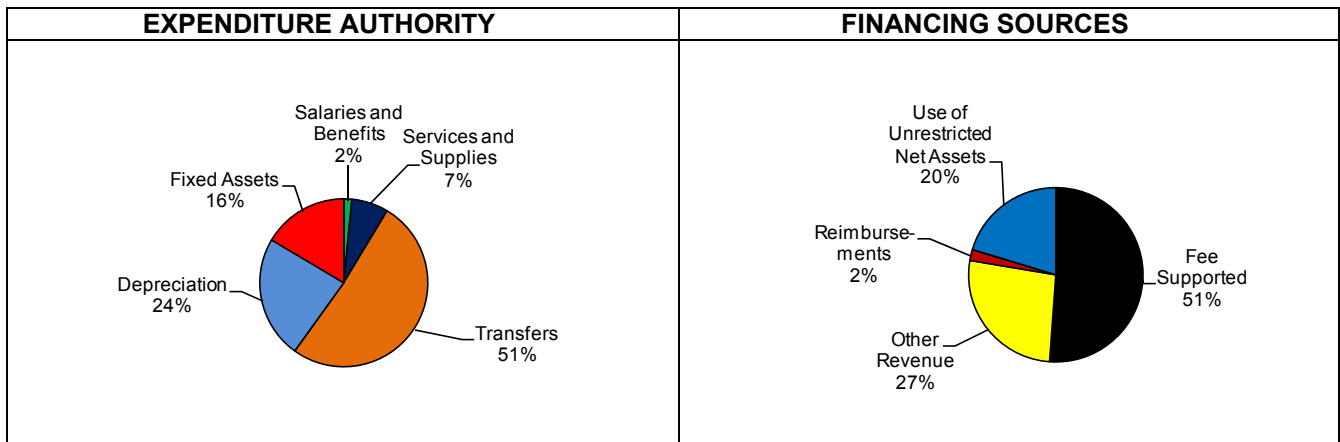 EXPENDITURE AUTHORITY
Salaries and
Benefits
2%
Services and
Supplies
7%
Fixed Assets
16%
Depreciation
24%
Transfers
51%
FINANCING SOURCES
Use of
Unrestricted
Net Assets
20%
Reimburse-
ments
2%
Fee
Supported
51%
Other
Revenue
27%